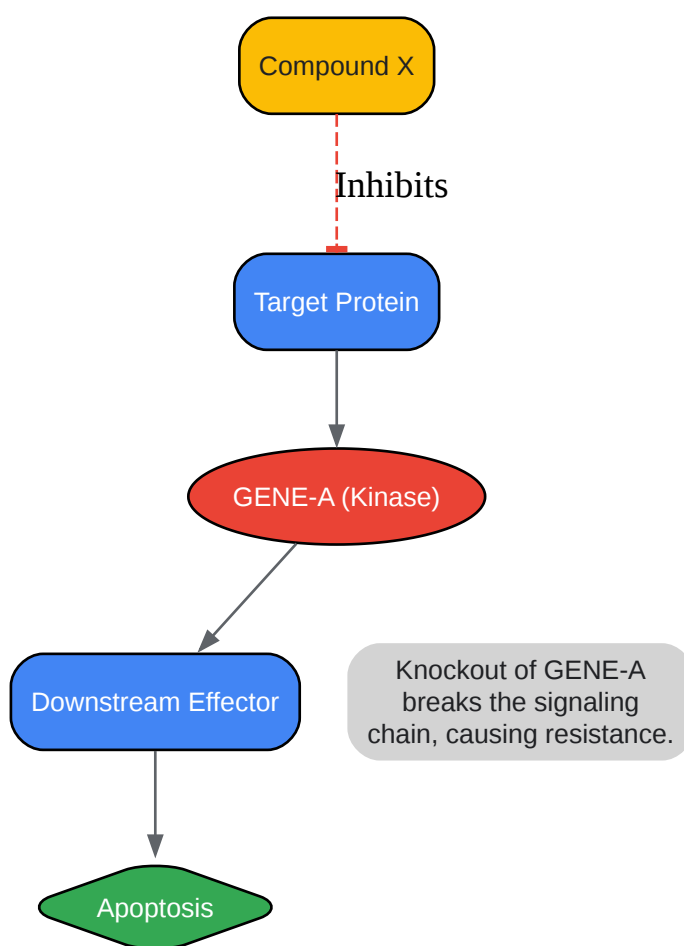 Compound X
Inhibits
Target Protein
GENE-A (Kinase)
Downstream Effector
Knockout of GENE-A
breaks the signaling
chain, causing resistance.
Apoptosis